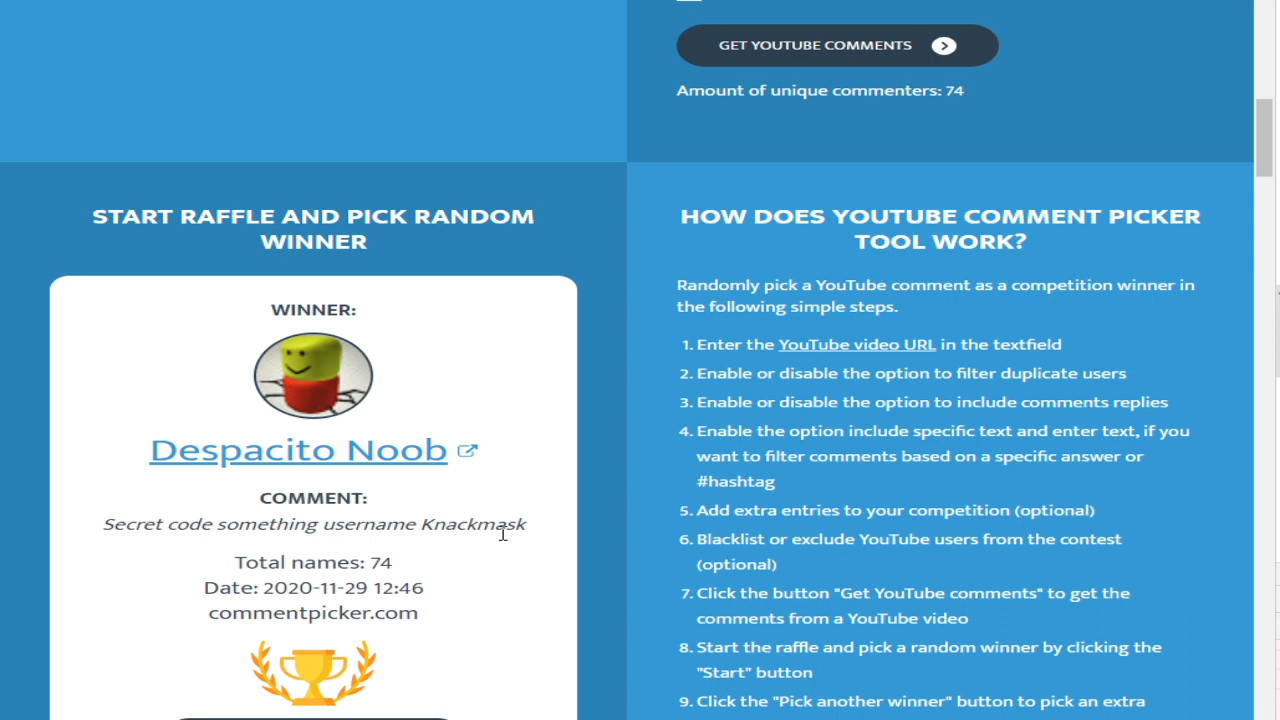 GET YOUTUBE COMMENTS
Amount of unique commenters: 74
START RAFFLE AND PICK RANDOM
WINNER
WINNER:
Despacito Noob
COMMENT:
Secret code something username Knackmask
Total names: 74
Date: 2020-11-29 12:46
commentpicker.com
HOW DOES YOUTUBE COMMENT PICKER
TOOL WORK?
Randomly pick a YouTube comment as a competition winner in
the following simple steps.
1. Enter the YouTube video URL in the textfield
2. Enable or disable the option to filter duplicate users
3. Enable or disable the option to include comments replies
4. Enable the option include specific text and enter text, if you
want to filter comments based on a specific answer or
#hashtag
5. Add extra entries to your competition (optional)
6. Blacklist or exclude YouTube users from the contest
(optional)
7. Click the button "Get YouTube comments" to get the
comments from a YouTube video
8. Start the raffle and pick a random winner by clicking the
"Start" button
9. Click the "Pick another winner" button to pick an extra